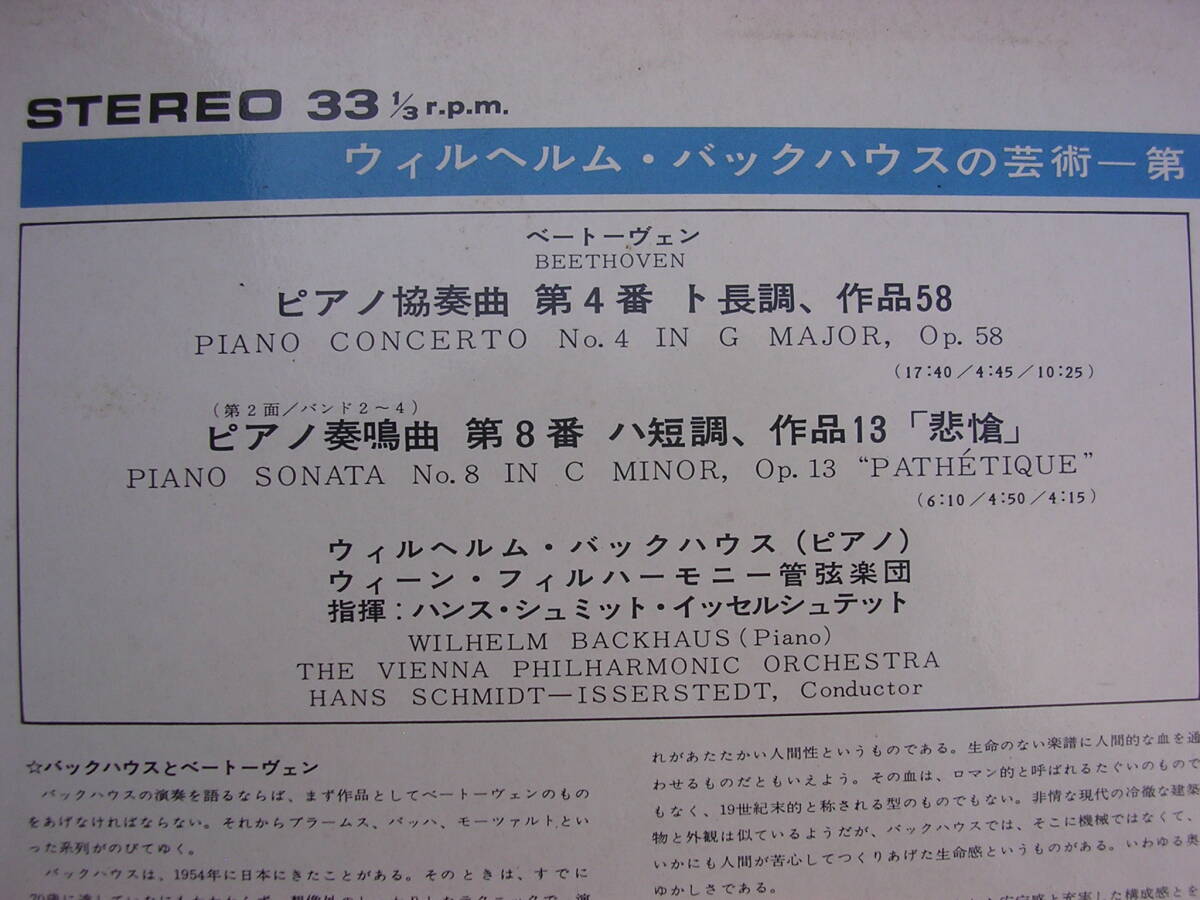 STEREO 33 ⅓ r.p.m.
ウィルヘルム・バックハウスの芸術―第
ベートーヴェン
BEETHOVEN
ピアノ協奏曲 第4番 ト長調、作品58
PIANO CONCERTO No. 4 IN G MAJOR, Op. 58
(17:40／4:45／10:25)
(第2面／バンド2～4)
ピアノ奏鳴曲 第8番 ハ短調、作品13「悲愴」
PIANO SONATA No. 8 IN C MINOR, Op. 13 “PATHÉTIQUE”
(6:10／4:50／4:15)
ウィルヘルム・バックハウス(ピアノ)
ウィーン・フィルハーモニー管弦楽団
指揮：ハンス・シュミット・イッセルシュテット
WILHELM BACKHAUS (Piano)
THE VIENNA PHILHARMONIC ORCHESTRA
HANS SCHMIDT―ISSERSTEDT, Conductor
☆バックハウスとベートーヴェン
バックハウスの演奏を語るならば、まず作品としてベートーヴェンのもの
をあげなければならない。それからブラームス、バッハ、モーツァルトとい
った系列がのびてゆく。
バックハウスは、1954年に日本にきたことがある。そのときは、すでに
れがあたたかい人間性というものである。生命のない楽譜に人間的な血を通
わせるものだともいえよう。その血は、ロマン的と呼ばれるたぐいのもので
もなく、19世紀末的と称される型のものでもない。非情な現代の冷徹な建築
物と外観は似ているようだが、バックハウスでは、そこに機械ではなくて、
いかにも人間が苦心してつくりあげた生命感というものがある。いわゆる奥
ゆかしさである。